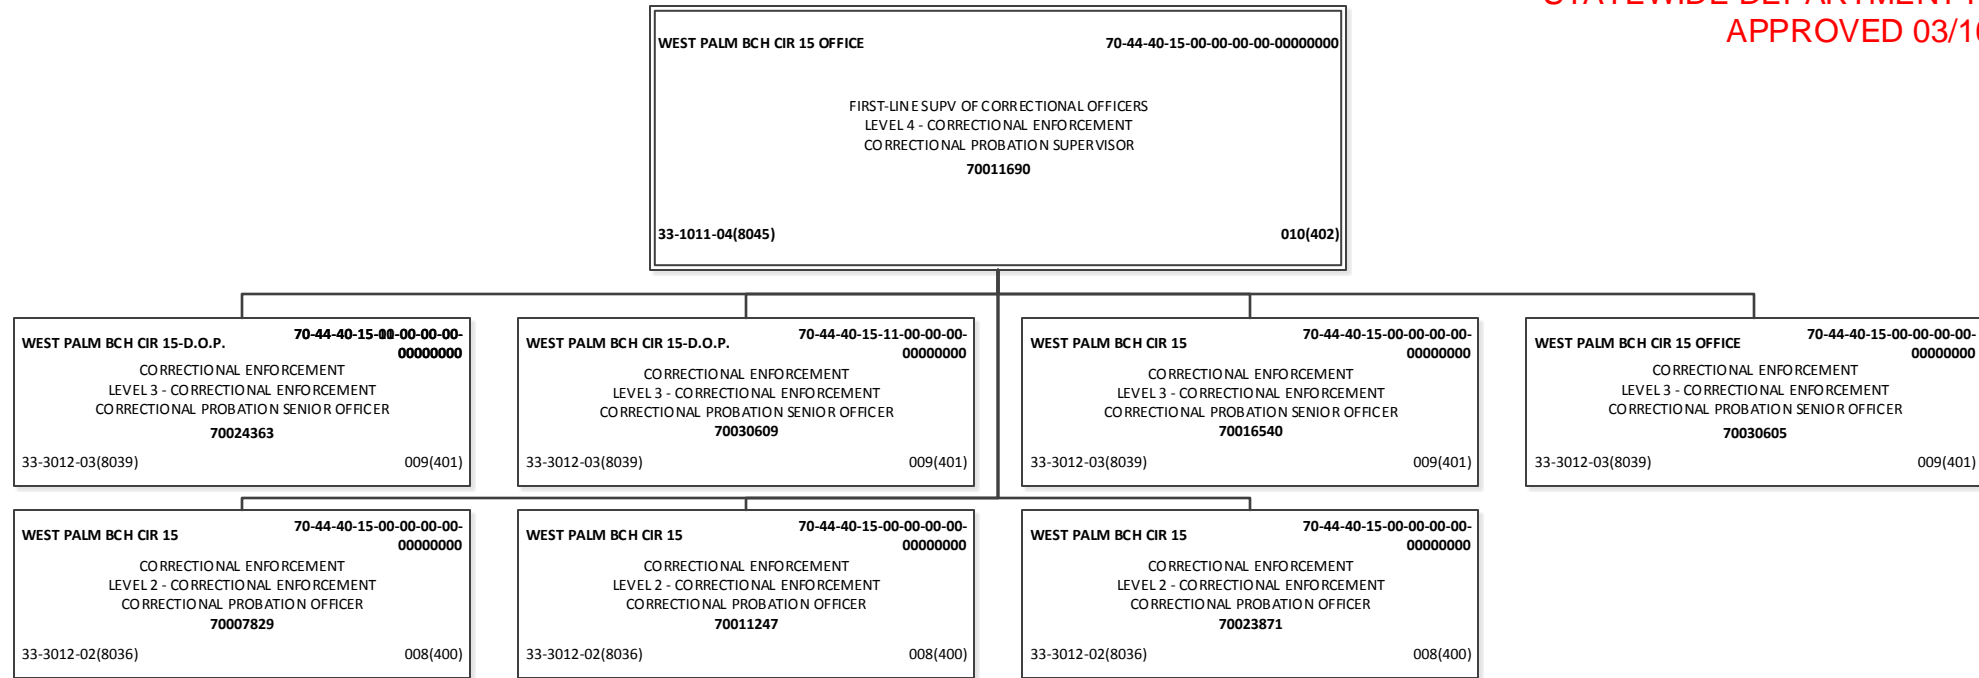 STATEWIDE DEPARTMENT
APPROVED 03/10
WEST PALM BCH CIR 15 OFFICE 70-44-40-15-00-00-00-00-00000000
FIRST-LINE SUPV OF CORRECTIONAL OFFICERS
LEVEL 4 - CORRECTIONAL ENFORCEMENT
CORRECTIONAL PROBATION SUPERVISOR
70011690
33-1011-04(8045) 010(402)
WEST PALM BCH CIR 15-D.O.P. 70-44-40-15-00-00-00-
00000000
CORRECTIONAL ENFORCEMENT
LEVEL 3 - CORRECTIONAL ENFORCEMENT
CORRECTIONAL PROBATION SENIOR OFFICER
70024363
33-3012-03(8039) 009(401)
WEST PALM BCH CIR 15-D.O.P. 70-44-40-15-11-00-00-00-
00000000
CORRECTIONAL ENFORCEMENT
LEVEL 3 - CORRECTIONAL ENFORCEMENT
CORRECTIONAL PROBATION SENIOR OFFICER
70030609
33-3012-03(8039) 009(401)
WEST PALM BCH CIR 15 70-44-40-15-00-00-00-00-
00000000
CORRECTIONAL ENFORCEMENT
LEVEL 3 - CORRECTIONAL ENFORCEMENT
CORRECTIONAL PROBATION SENIOR OFFICER
70016540
33-3012-03(8039) 009(401)
WEST PALM BCH CIR 15 OFFICE 70-44-40-15-00-00-00-00-
00000000
CORRECTIONAL ENFORCEMENT
LEVEL 3 - CORRECTIONAL ENFORCEMENT
CORRECTIONAL PROBATION SENIOR OFFICER
70030605
33-3012-03(8039) 009(401)
WEST PALM BCH CIR 15 70-44-40-15-00-00-00-00-
00000000
CORRECTIONAL ENFORCEMENT
LEVEL 2 - CORRECTIONAL ENFORCEMENT
CORRECTIONAL PROBATION OFFICER
70007829
33-3012-02(8036) 008(400)
WEST PALM BCH CIR 15 70-44-40-15-00-00-00-00-
00000000
CORRECTIONAL ENFORCEMENT
LEVEL 2 - CORRECTIONAL ENFORCEMENT
CORRECTIONAL PROBATION OFFICER
70011247
33-3012-02(8036) 008(400)
WEST PALM BCH CIR 15 70-44-40-15-00-00-00-00-
00000000
CORRECTIONAL ENFORCEMENT
LEVEL 2 - CORRECTIONAL ENFORCEMENT
CORRECTIONAL PROBATION OFFICER
70023871
33-3012-02(8036) 008(400)